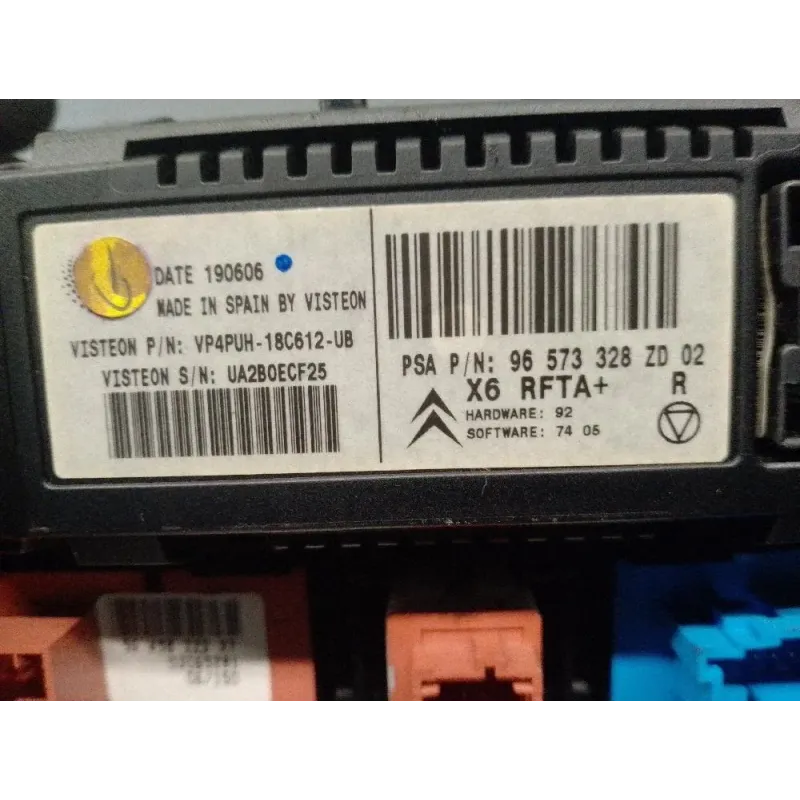 DATE 190606
MADE IN SPAIN BY VISTEON
VISTEON P/N: VP4PUH-18C612-UB
VISTEON S/N: UA2B0ECF25
PSA P/N: 96 573 328 ZD 02
X6 RFTA+ R
HARDWARE: 92
SOFTWARE: 74 05